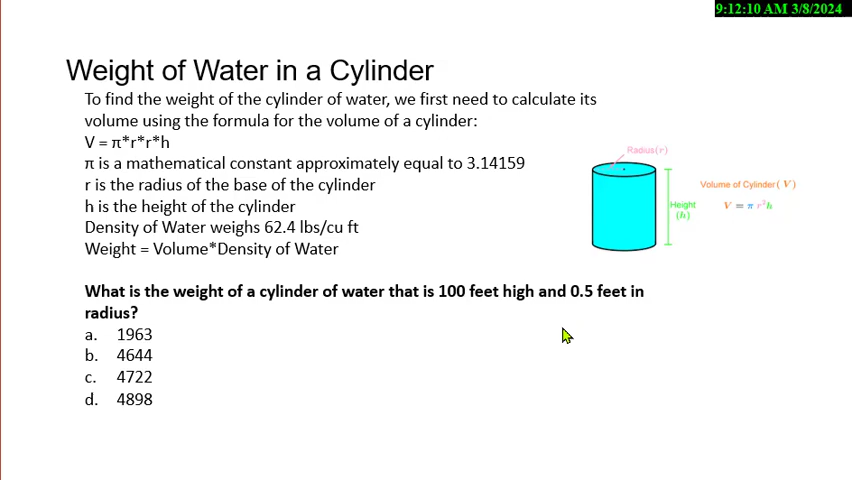 9:12:10 AM 3/8/2024
Weight of Water in a Cylinder
To find the weight of the cylinder of water, we first need to calculate its
volume using the formula for the volume of a cylinder:
V = π*r*r*h
π is a mathematical constant approximately equal to 3.14159
r is the radius of the base of the cylinder
h is the height of the cylinder
Density of Water weighs 62.4 lbs/cu ft
Weight = Volume*Density of Water
What is the weight of a cylinder of water that is 100 feet high and 0.5 feet in
radius?
a. 1963
b. 4644
c. 4722
d. 4898
Radius(r)
Height
(h)
Volume of Cylinder( V)
V = π r²h